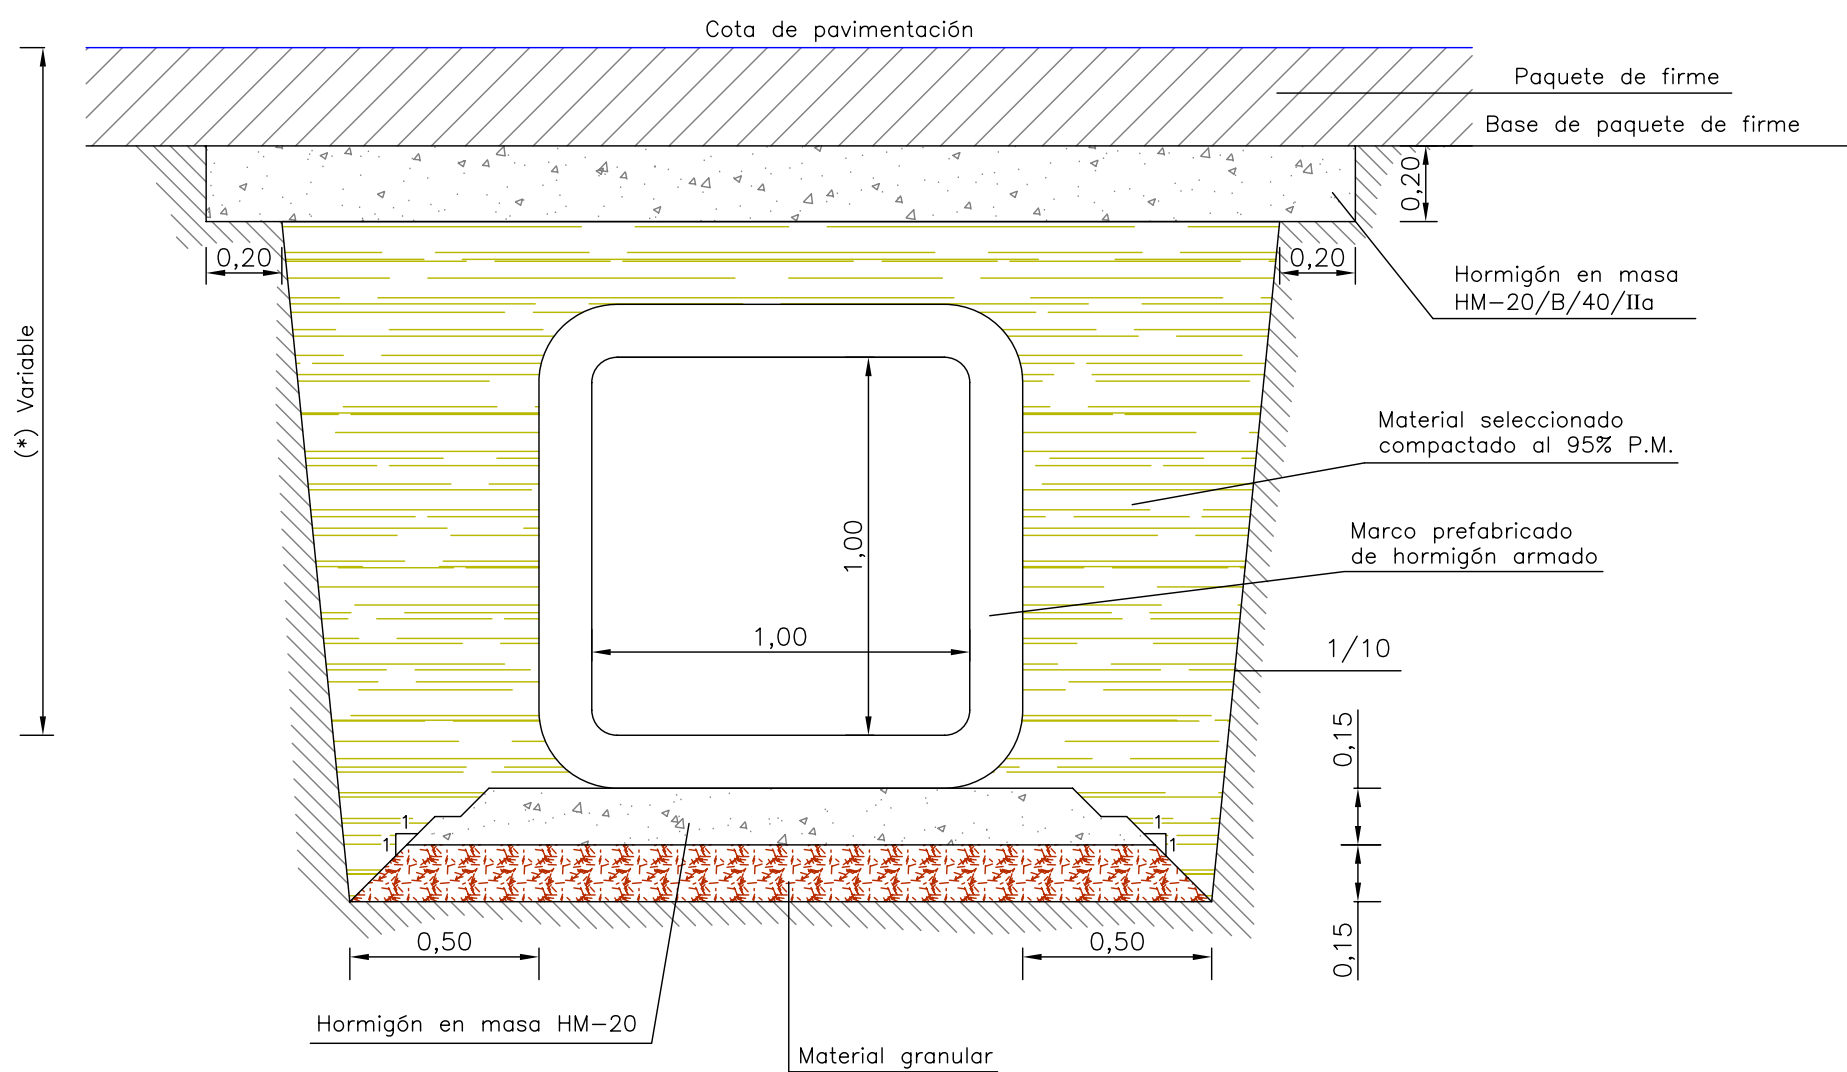 Cota de pavimentación
Paquete de firme
Base de paquete de firme
0,20
0,20
0,20
Hormigón en masa
HM-20/B/40/IIa
(*) Variable
Material seleccionado
compactado al 95% P.M.
1,00
Marco prefabricado
de hormigón armado
1,00
1/10
0,15
1
1
1
1
0,50
0,50
0,15
Hormigón en masa HM-20
Material granular